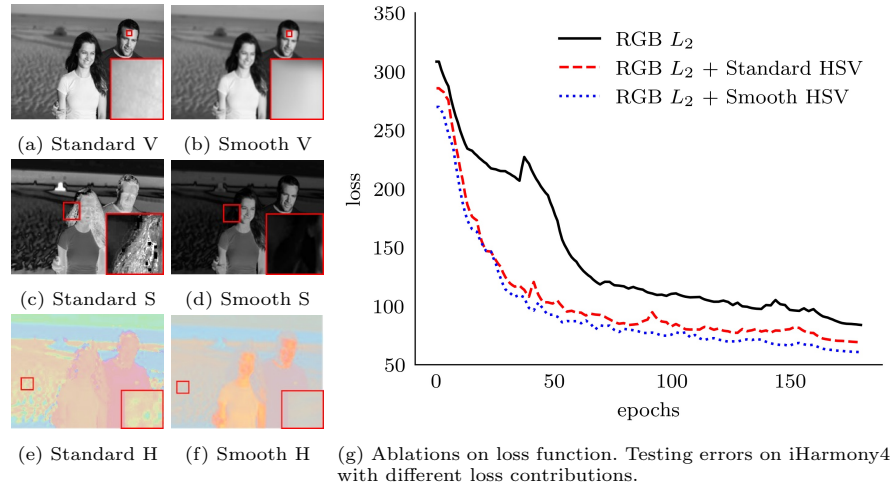 (a) Standard V
(b) Smooth V
(c) Standard S
(d) Smooth S
(e) Standard H
(f) Smooth H
loss
350
300
250
200
150
100
50
0
50
100
150
epochs
RGB L₂
RGB L₂ + Standard HSV
RGB L₂ + Smooth HSV
(g) Ablations on loss function. Testing errors on iHarmony4
with different loss contributions.